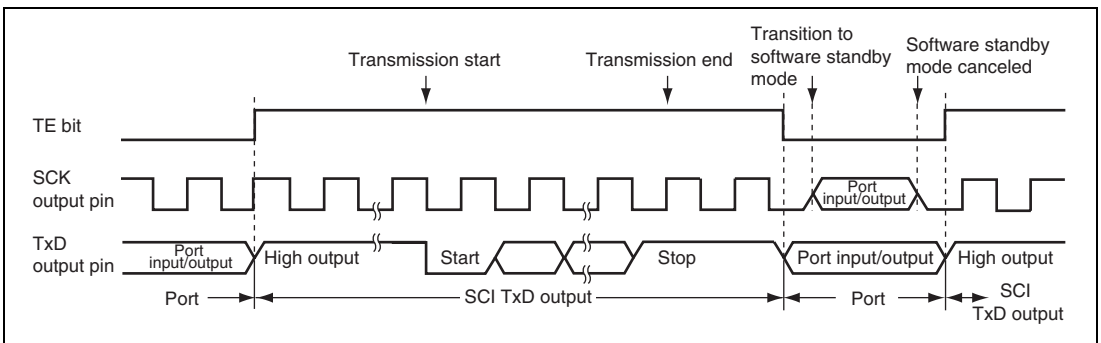 Transmission start
Transmission end
Transition to
software standby
mode
Software standby
mode canceled
TE bit
SCK
output pin
Port
input/output
TxD
output pin
Port
input/output
High output
Start
Stop
Port input/output
High output
Port
SCI TxD output
Port
SCI
TxD output